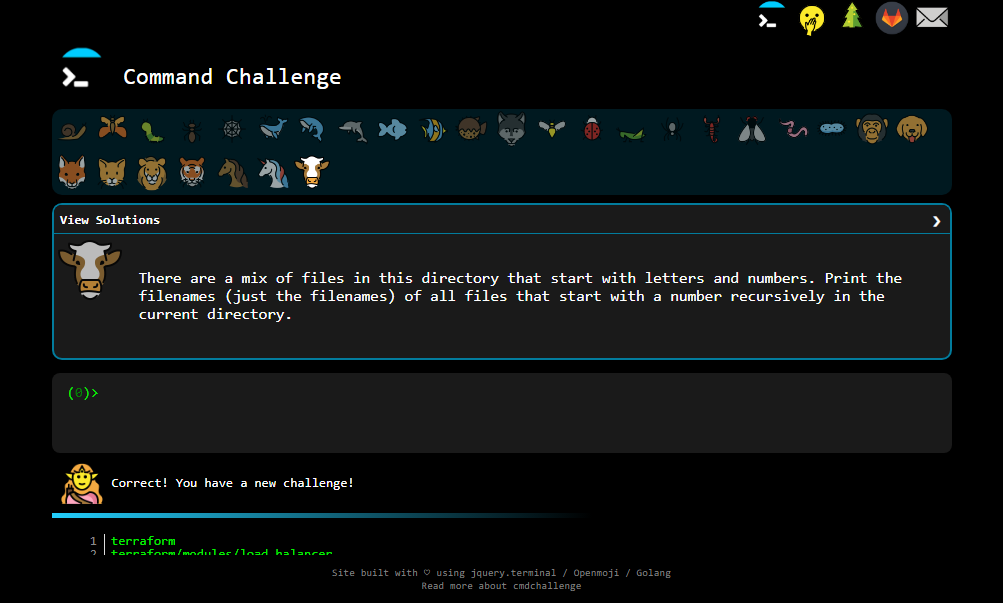 Command Challenge
View Solutions
There are a mix of files in this directory that start with letters and numbers. Print the
filenames (just the filenames) of all files that start with a number recursively in the
current directory.
(0)>
Correct! You have a new challenge!
1 terraform
2 terraform/modules/load_balancer
Site built with ♡ using jquery.terminal / Openmoji / Golang
Read more about cmdchallenge